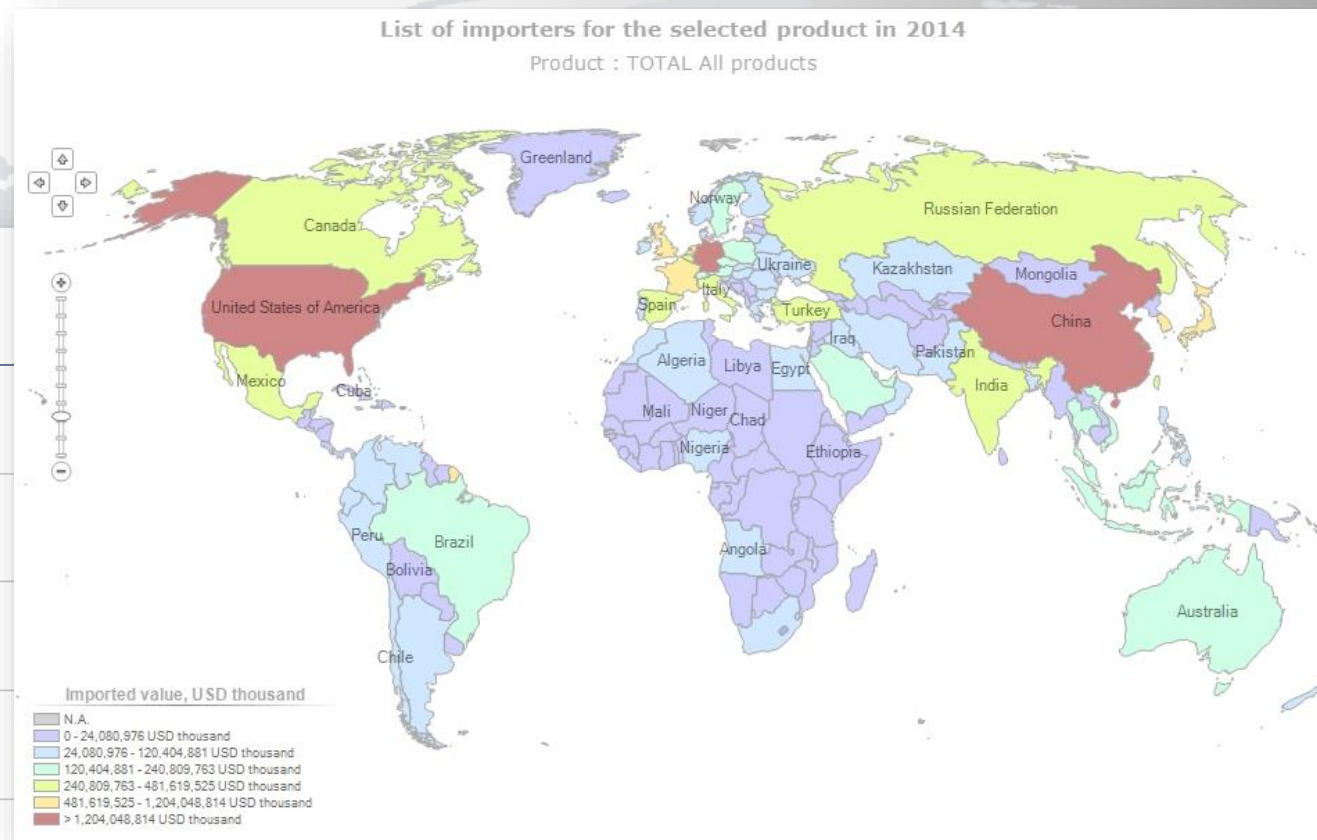 List of importers for the selected product in 2014
Product : TOTAL All products
Greenland
Norway
Russian Federation
Canada
Ukraine
Kazakhstan
Mongolia
Italy
United States of America
Spain
Turkey
China
Iraq
Pakistan
Algeria
Libya
Egypt
Mexico
India
Cuba
Mali
Niger
Chad
Nigeria
Ethiopia
Peru
Brazil
Angola
Bolivia
Australia
Chile
Imported value, USD thousand
N.A.
0 - 24,080,976 USD thousand
24,080,976 - 120,404,881 USD thousand
120,404,881 - 240,809,763 USD thousand
240,809,763 - 481,619,525 USD thousand
481,619,525 - 1,204,048,814 USD thousand
> 1,204,048,814 USD thousand